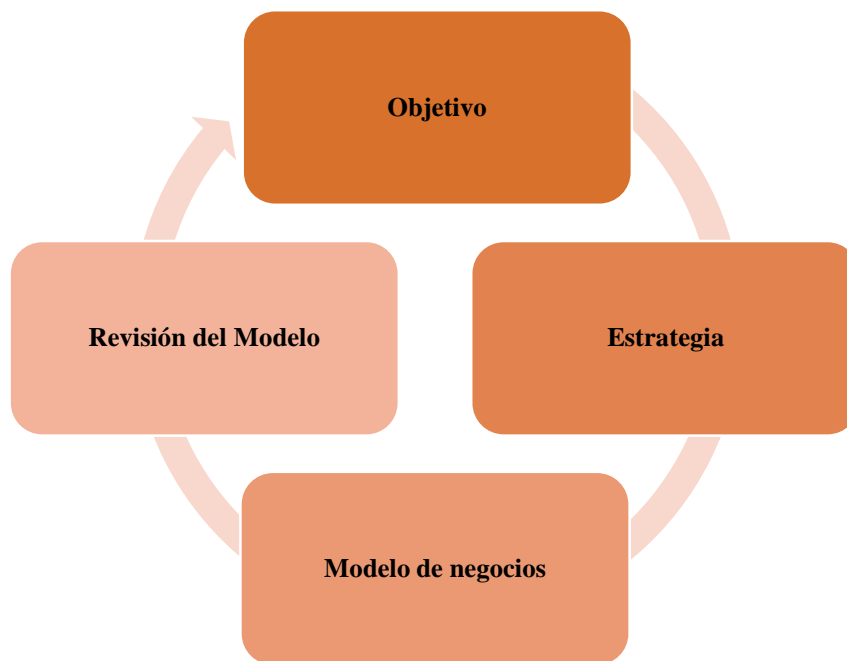 Objetivo
Estrategia
Modelo de negocios
Revisión del Modelo